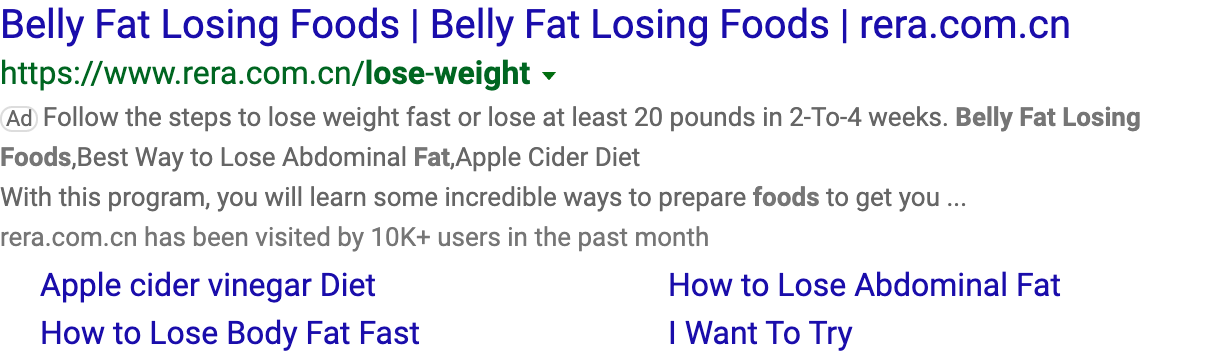 Belly Fat Losing Foods | Belly Fat Losing Foods | rera.com.cn
https://www.rera.com.cn/lose-weight
Ad Follow the steps to lose weight fast or lose at least 20 pounds in 2-To-4 weeks. Belly Fat Losing
Foods,Best Way to Lose Abdominal Fat,Apple Cider Diet
With this program, you will learn some incredible ways to prepare foods to get you ...
rera.com.cn has been visited by 10K+ users in the past month
Apple cider vinegar Diet
How to Lose Abdominal Fat
How to Lose Body Fat Fast
I Want To Try